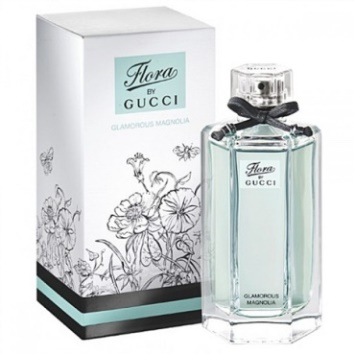 Flora
BY
GUCCI
GLAMOROUS MAGNOLIA
Flora
BY
GUCCI
GLAMOROUS
MAGNOLIA